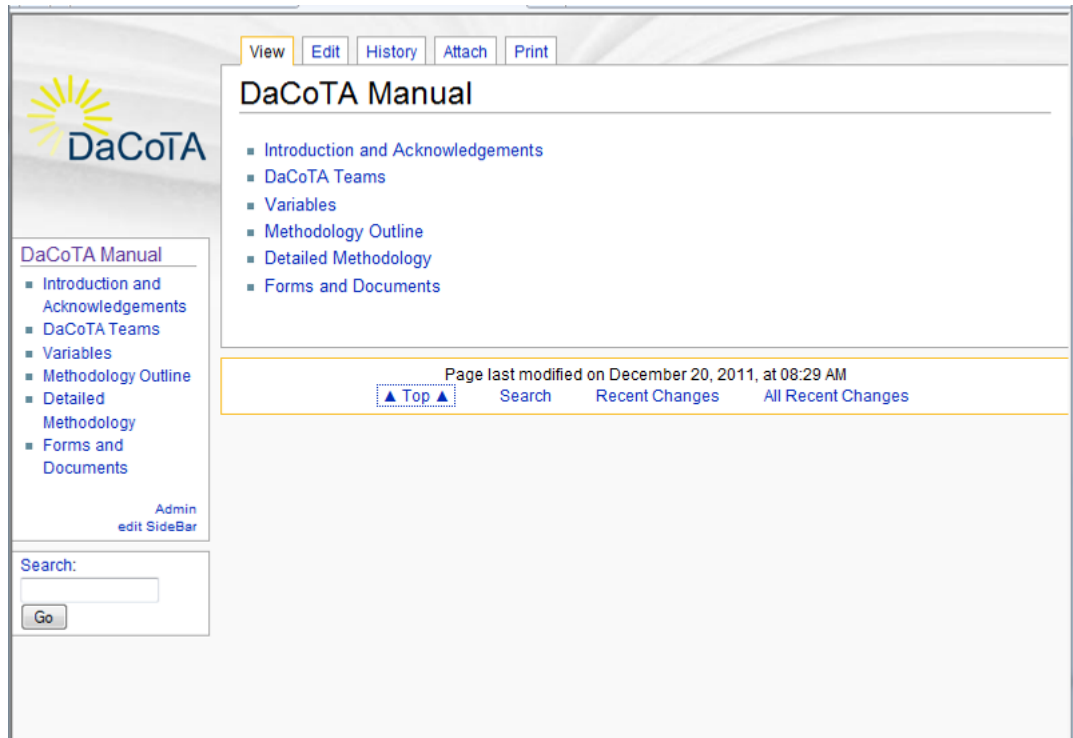 View Edit History Attach Print
DaCoTA
DaCoTA Manual
Introduction and Acknowledgements
DaCoTA Teams
Variables
Methodology Outline
Detailed Methodology
Forms and Documents
DaCoTA Manual
Introduction and
Acknowledgements
DaCoTA Teams
Variables
Methodology Outline
Detailed
Methodology
Forms and
Documents
Admin
edit SideBar
Search:
Go
Page last modified on December 20, 2011, at 08:29 AM
▲ Top ▲ Search Recent Changes All Recent Changes